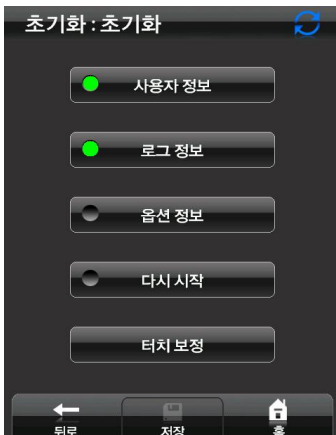 초기화 : 초기화
사용자 정보
로그 정보
옵션 정보
다시 시작
터치 보정
뒤로 저장 홈